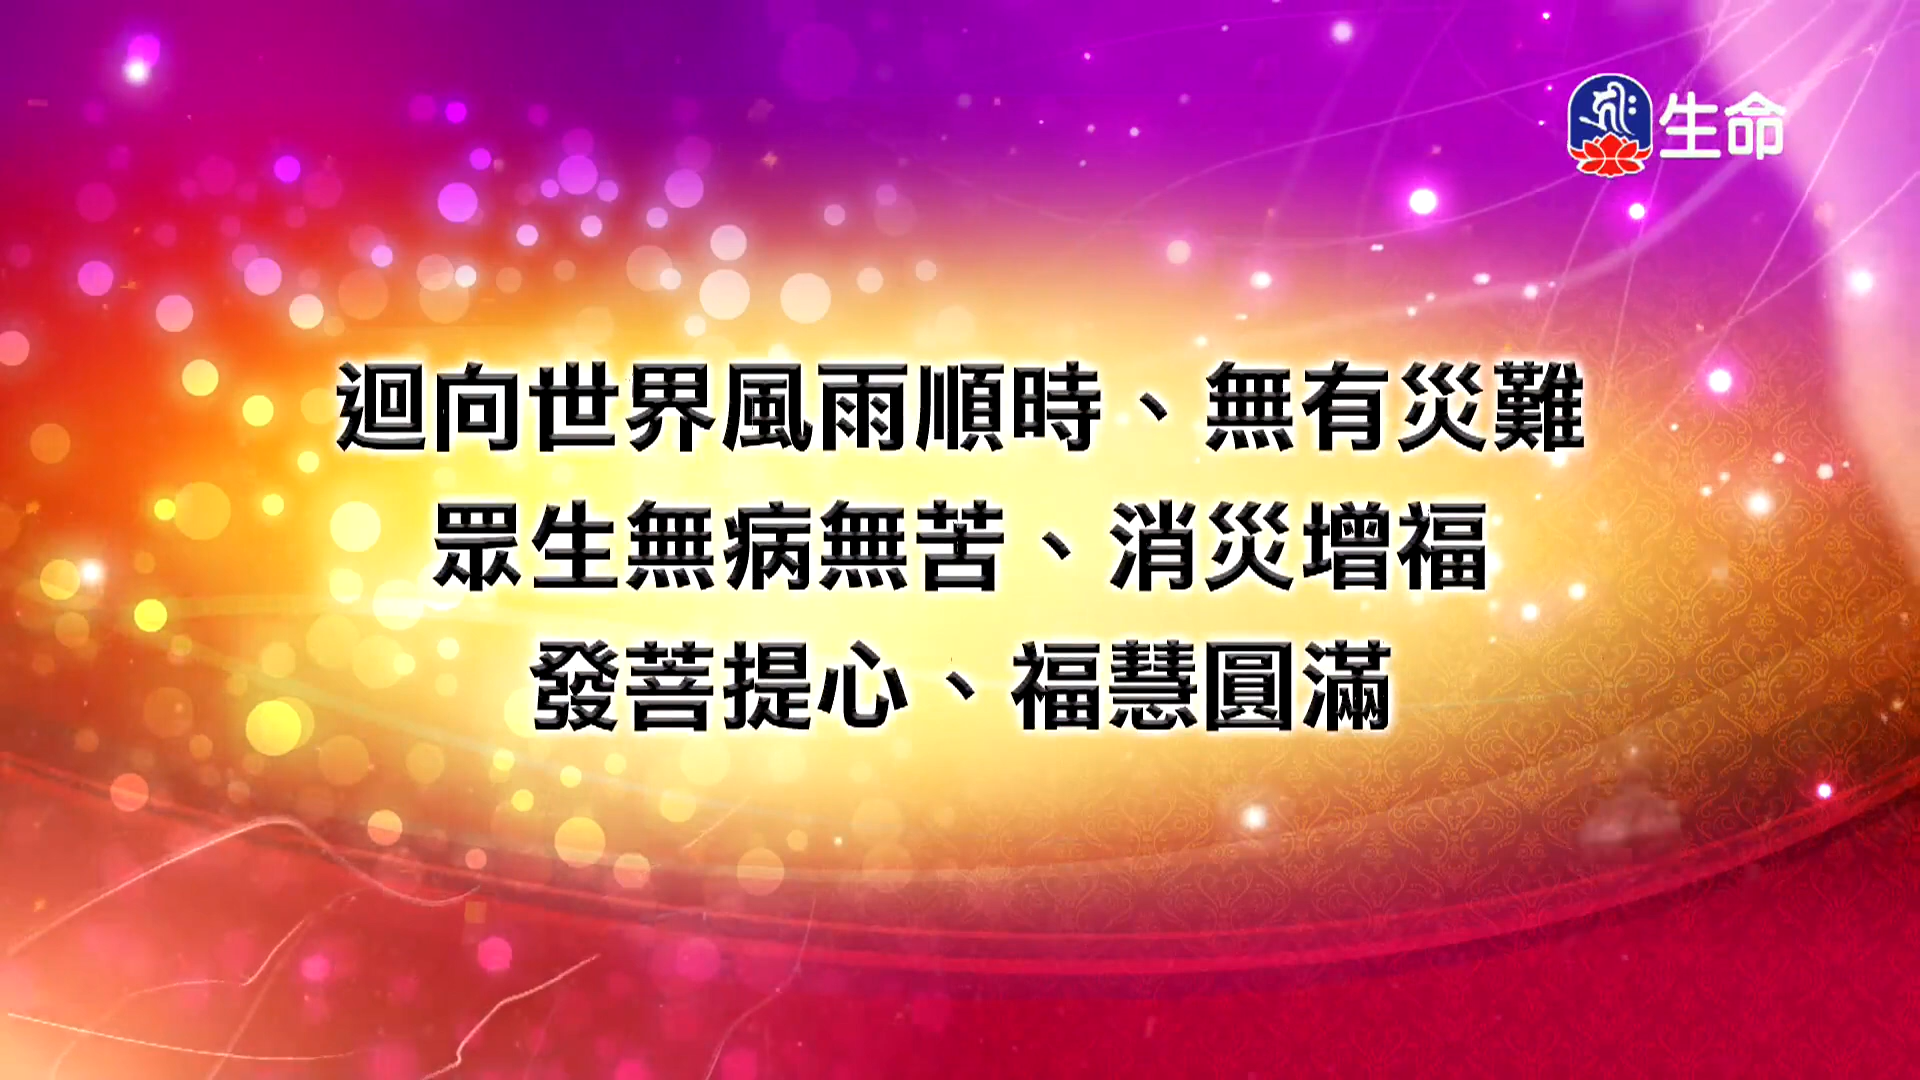 生命
迴向世界風雨順時、無有災難
眾生無病無苦、消災增福
發菩提心、福慧圓滿